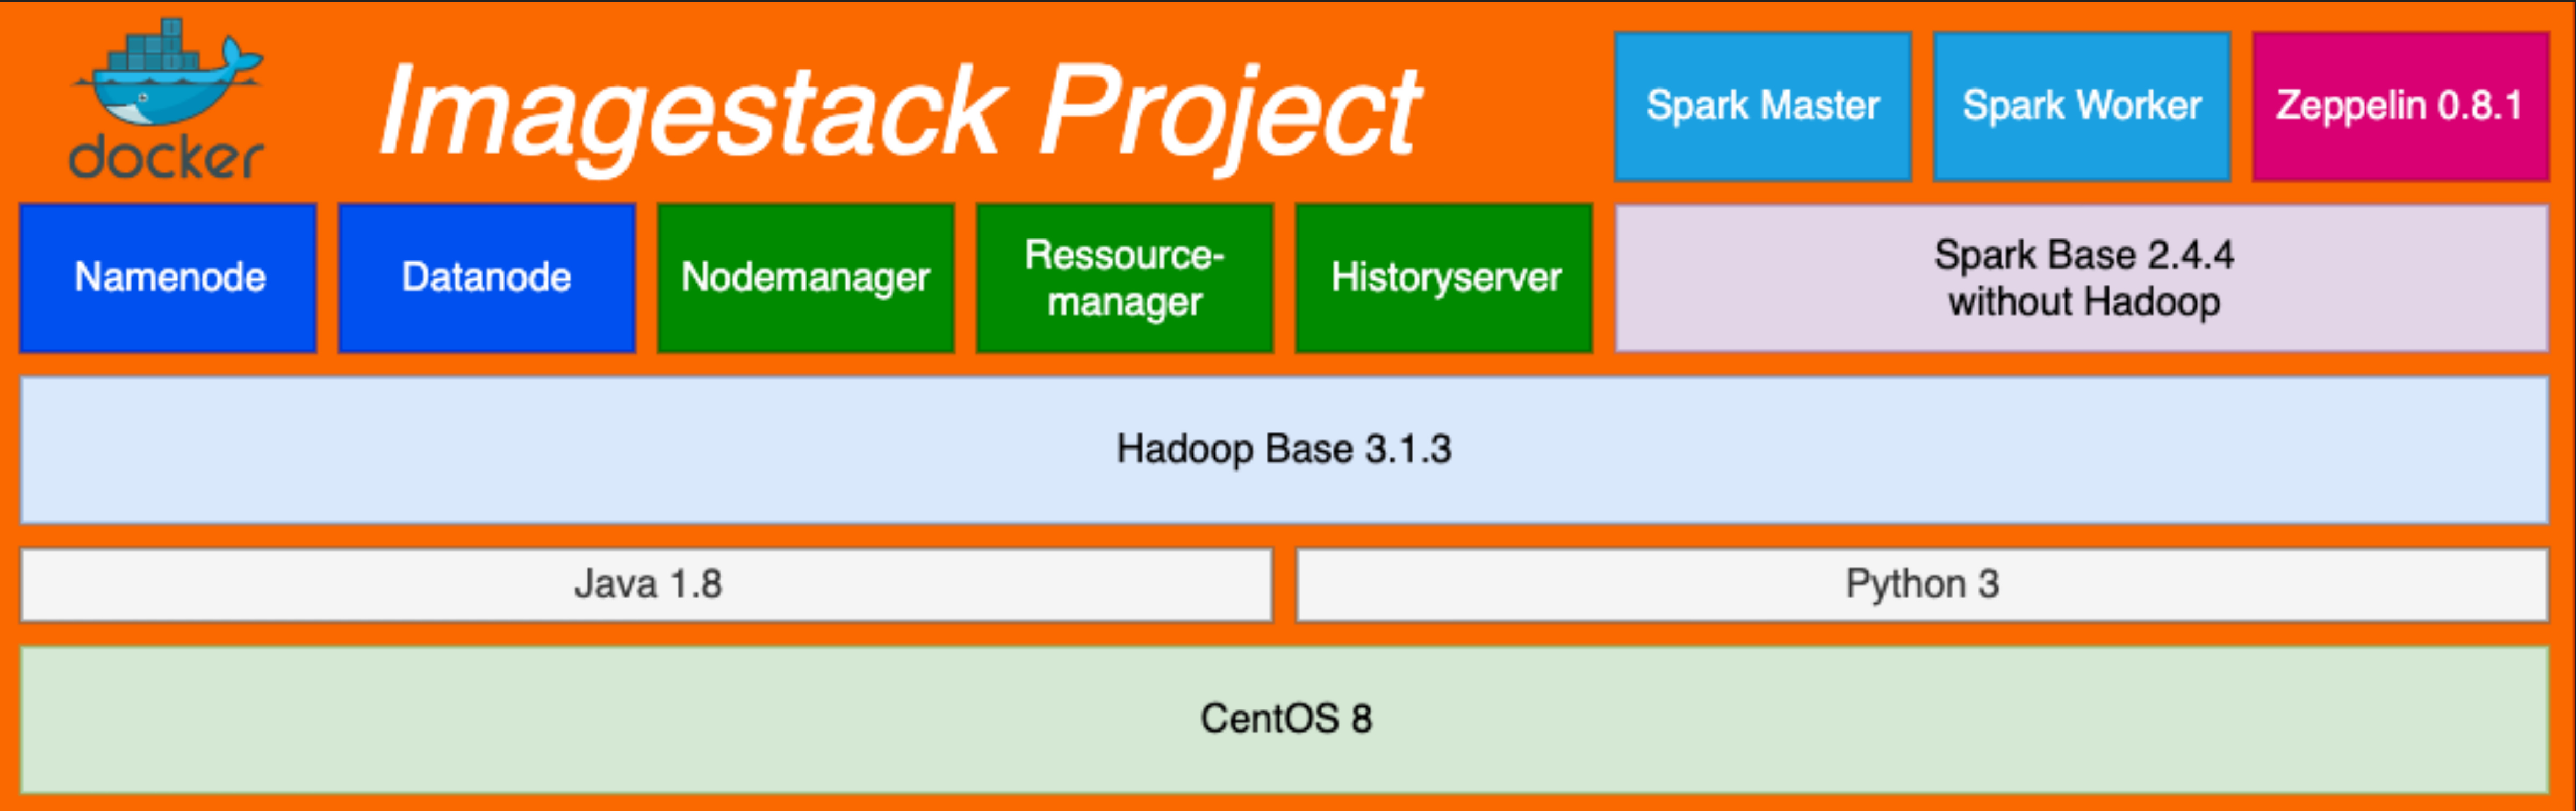 docker
Imagestack Project
Spark Master
Spark Worker
Zeppelin 0.8.1
Namenode
Datanode
Nodemanager
Ressource-
manager
Historyserver
Spark Base 2.4.4
without Hadoop
Hadoop Base 3.1.3
Java 1.8
Python 3
CentOS 8